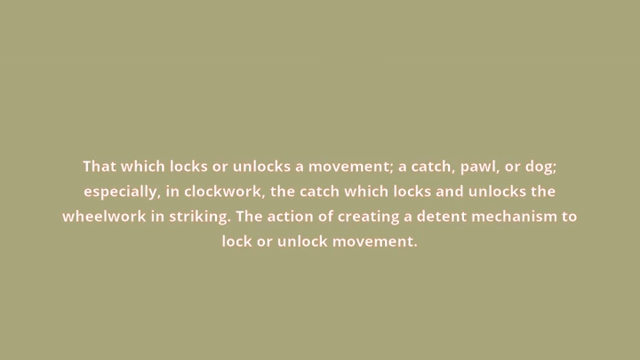 That which locks or unlocks a movement; a catch, pawl, or dog;
especially, in clockwork, the catch which locks and unlocks the
wheelwork in striking. The action of creating a detent mechanism to
lock or unlock movement.